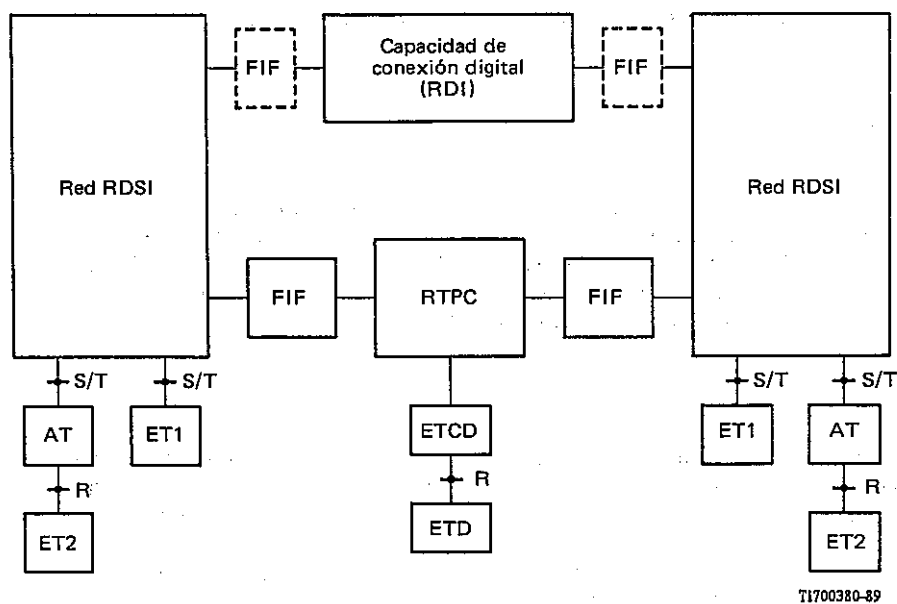 FIF
Capacidad de
conexión digital
(RDI)
FIF
Red RDSI
Red RDSI
FIF
RTPC
FIF
S/T
S/T
S/T
S/T
AT
ET1
ETCD
ET1
AT
R
R
R
ET2
ETD
ET2
T1700380-89